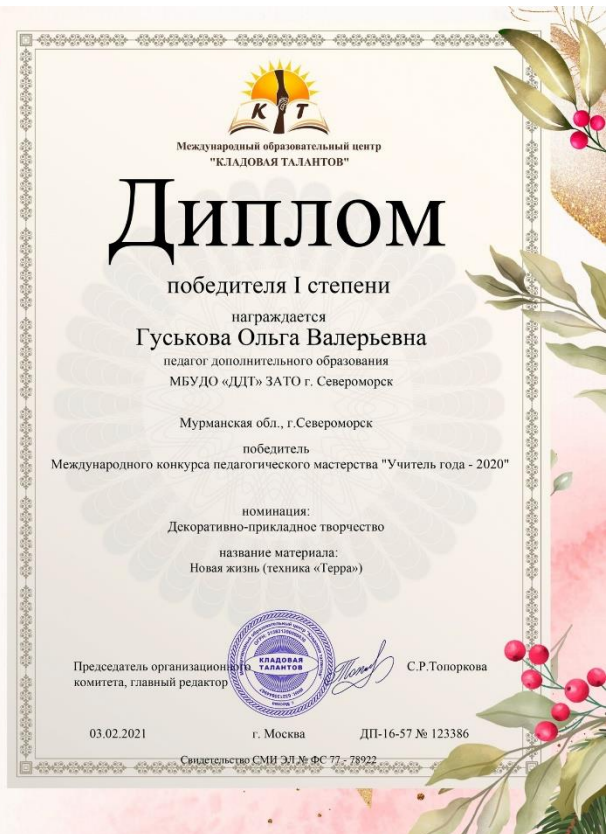 К Т
Международный образовательный центр
"КЛАДОВАЯ ТАЛАНТОВ"
Диплом
победителя I степени
награждается
Гуськова Ольга Валерьевна
педагог дополнительного образования
МБУДО «ДДТ» ЗАТО г. Североморск
Мурманская обл., г.Североморск
победитель
Международного конкурса педагогического мастерства "Учитель года - 2020"
номинация:
Декоративно-прикладное творчество
название материала:
Новая жизнь (техника «Терра»)
КЛАДОВАЯ
ТАЛАНТОВ
Председатель организационного
комитета, главный редактор
С.Р.Топоркова
03.02.2021 г. Москва ДП-16-57 № 123386
Свидетельство СМИ ЭЛ № ФС 77 - 78922